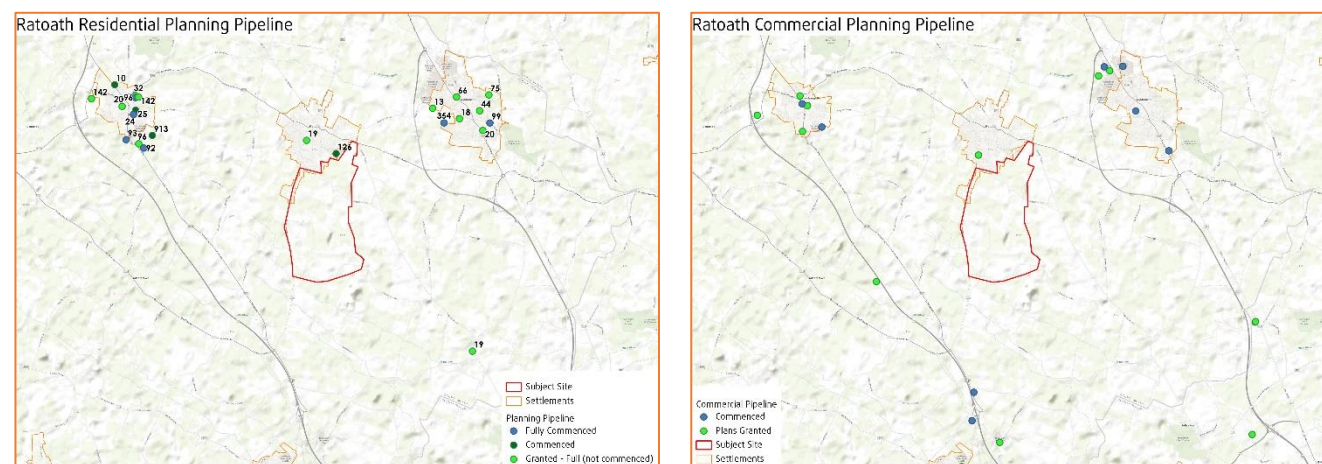 Ratoath Residential Planning Pipeline
10
142
32
20
96
142
25
24
93
913
96
92
66
75
13
44
354
18
99
20
19
126
19
Subject Site
Settlements
Planning Pipeline
Fully Commenced
Commenced
Granted - Full (not commenced)
Ratoath Commercial Planning Pipeline
Commercial Pipeline
Commenced
Plans Granted
Subject Site
Settlements